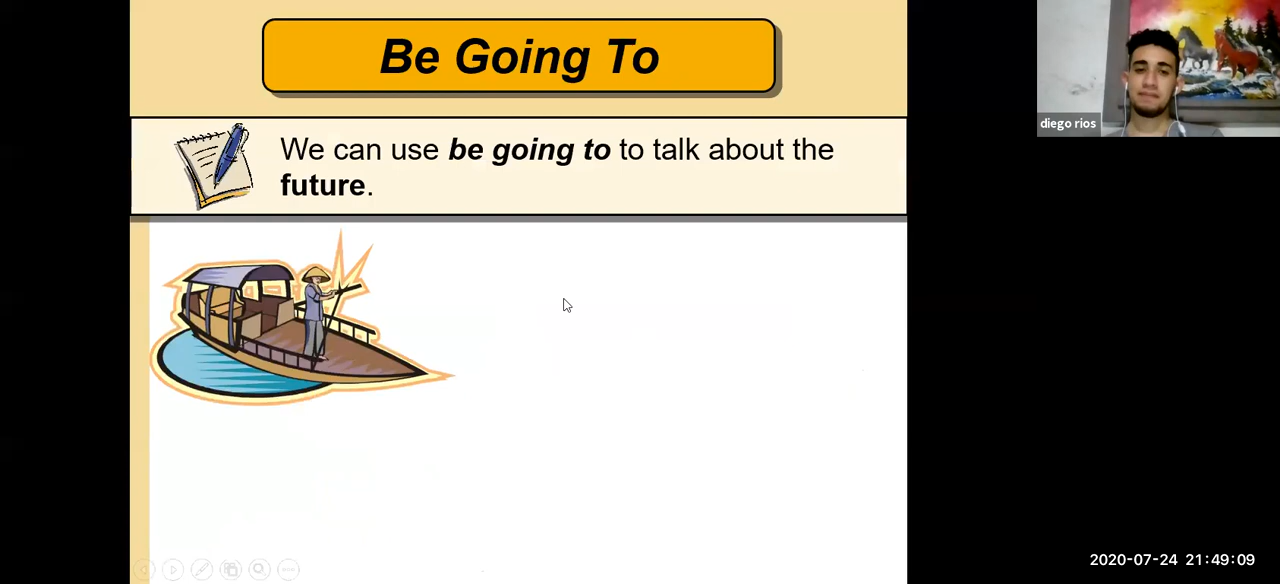 Be Going To
We can use be going to to talk about the
future.
diego rios
2020-07-24 21:49:09